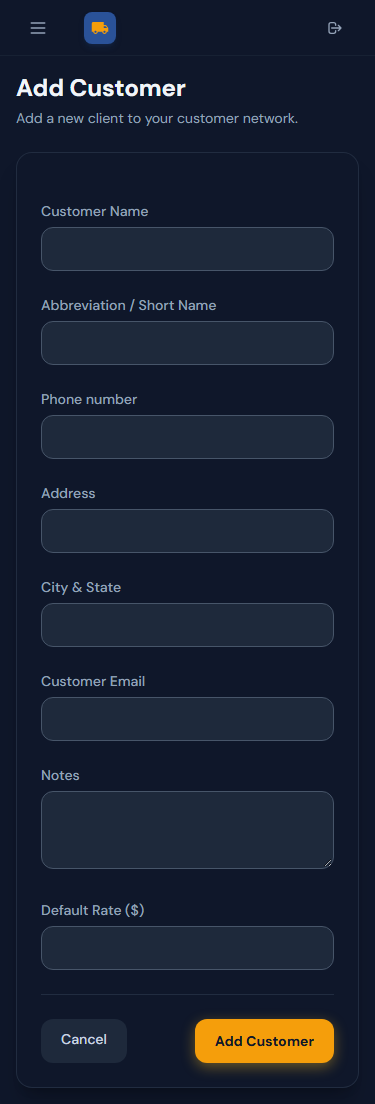 Add Customer
Add a new client to your customer network.
Customer Name
Abbreviation / Short Name
Phone number
Address
City & State
Customer Email
Notes
Default Rate ($)
Cancel
Add Customer